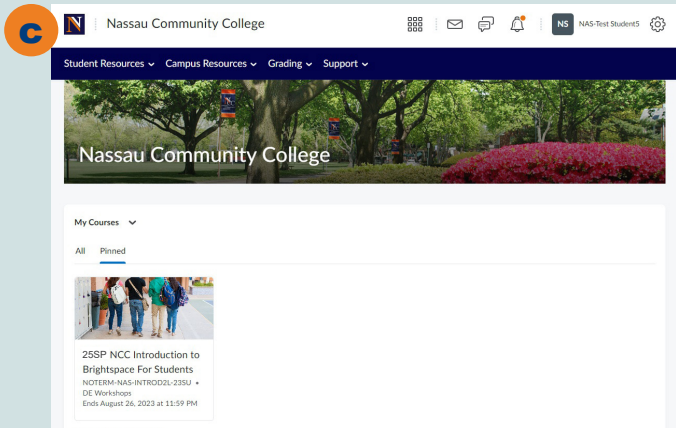 C
N Nassau Community College NS NAS-Test Student5
Student Resources Campus Resources Grading Support
Nassau Community College
My Courses
All Pinned
25SP NCC Introduction to
Brightspace For Students
NOTERM-NAS-INTROD2L-23SU •
DE Workshops
Ends August 26, 2023 at 11:59 PM